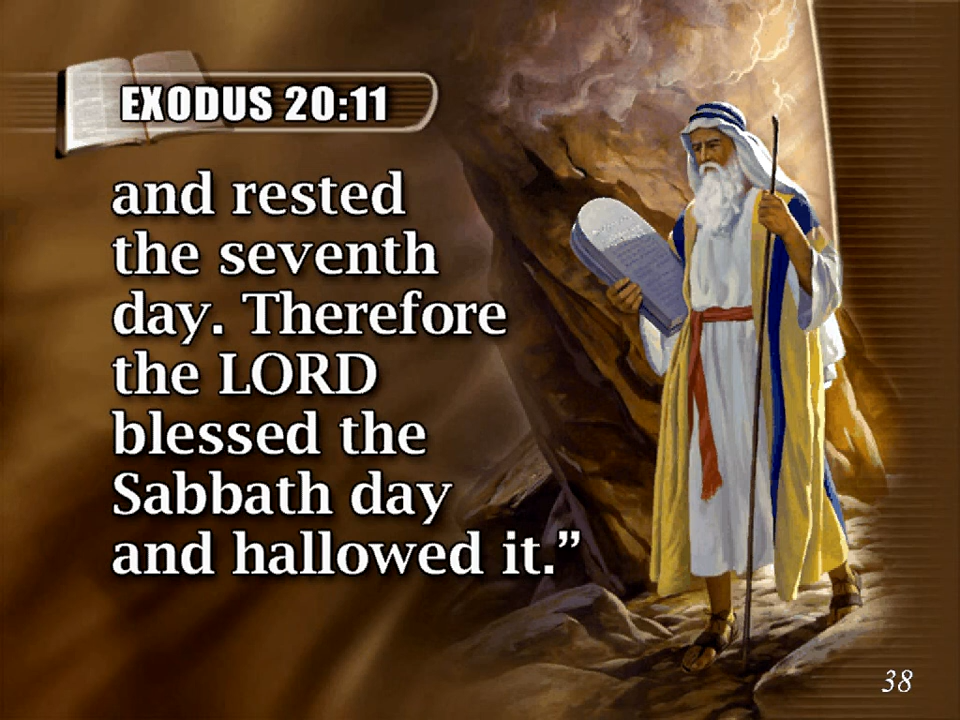 EXODUS 20:11
and rested
the seventh
day. Therefore
the LORD
blessed the
Sabbath day
and hallowed it.”
38